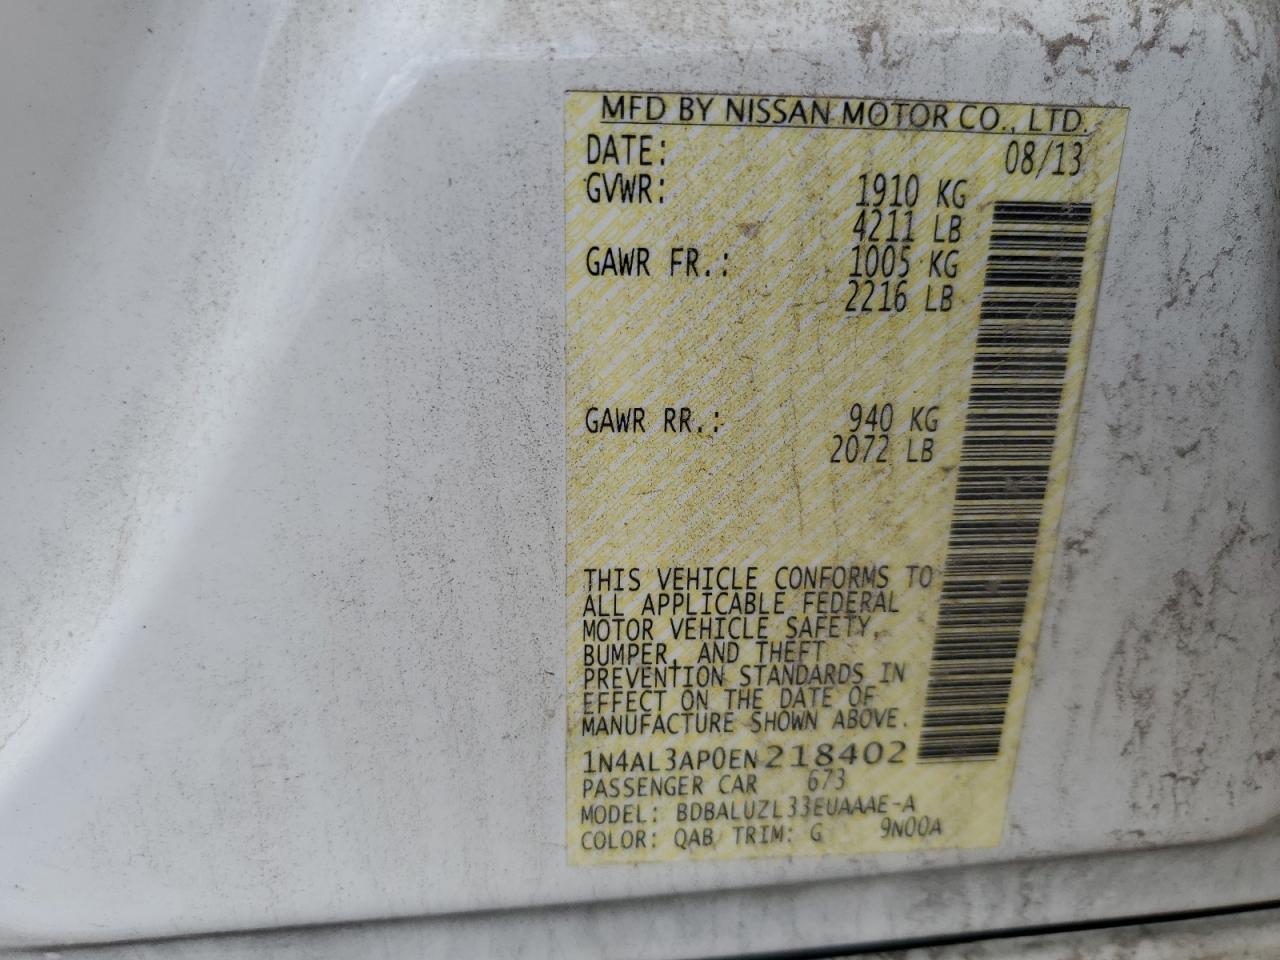 MFD BY NISSAN MOTOR CO., LTD.
DATE: 08/13
GVWR: 1910 KG
4211 LB
GAWR FR.: 1005 KG
2216 LB
GAWR RR.: 940 KG
2072 LB
THIS VEHICLE CONFORMS TO
ALL APPLICABLE FEDERAL
MOTOR VEHICLE SAFETY,
BUMPER, AND THEFT
PREVENTION STANDARDS IN
EFFECT ON THE DATE OF
MANUFACTURE SHOWN ABOVE.
1N4AL3AP0EN218402
PASSENGER CAR 673
MODEL: BDBALUZL33EUAAAE-A
COLOR: QAB TRIM: G 9N00A